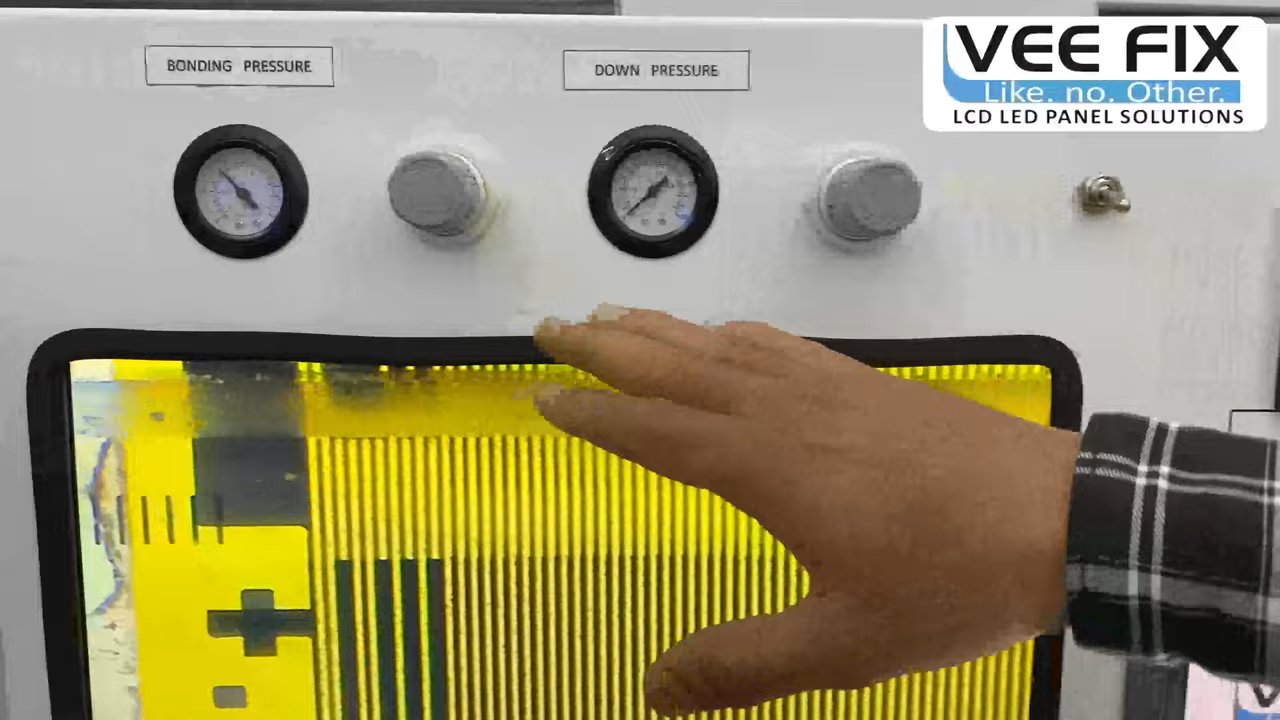 BONDING PRESSURE
DOWN PRESSURE
VEE FIX
Like. no. Other.
LCD LED PANEL SOLUTIONS